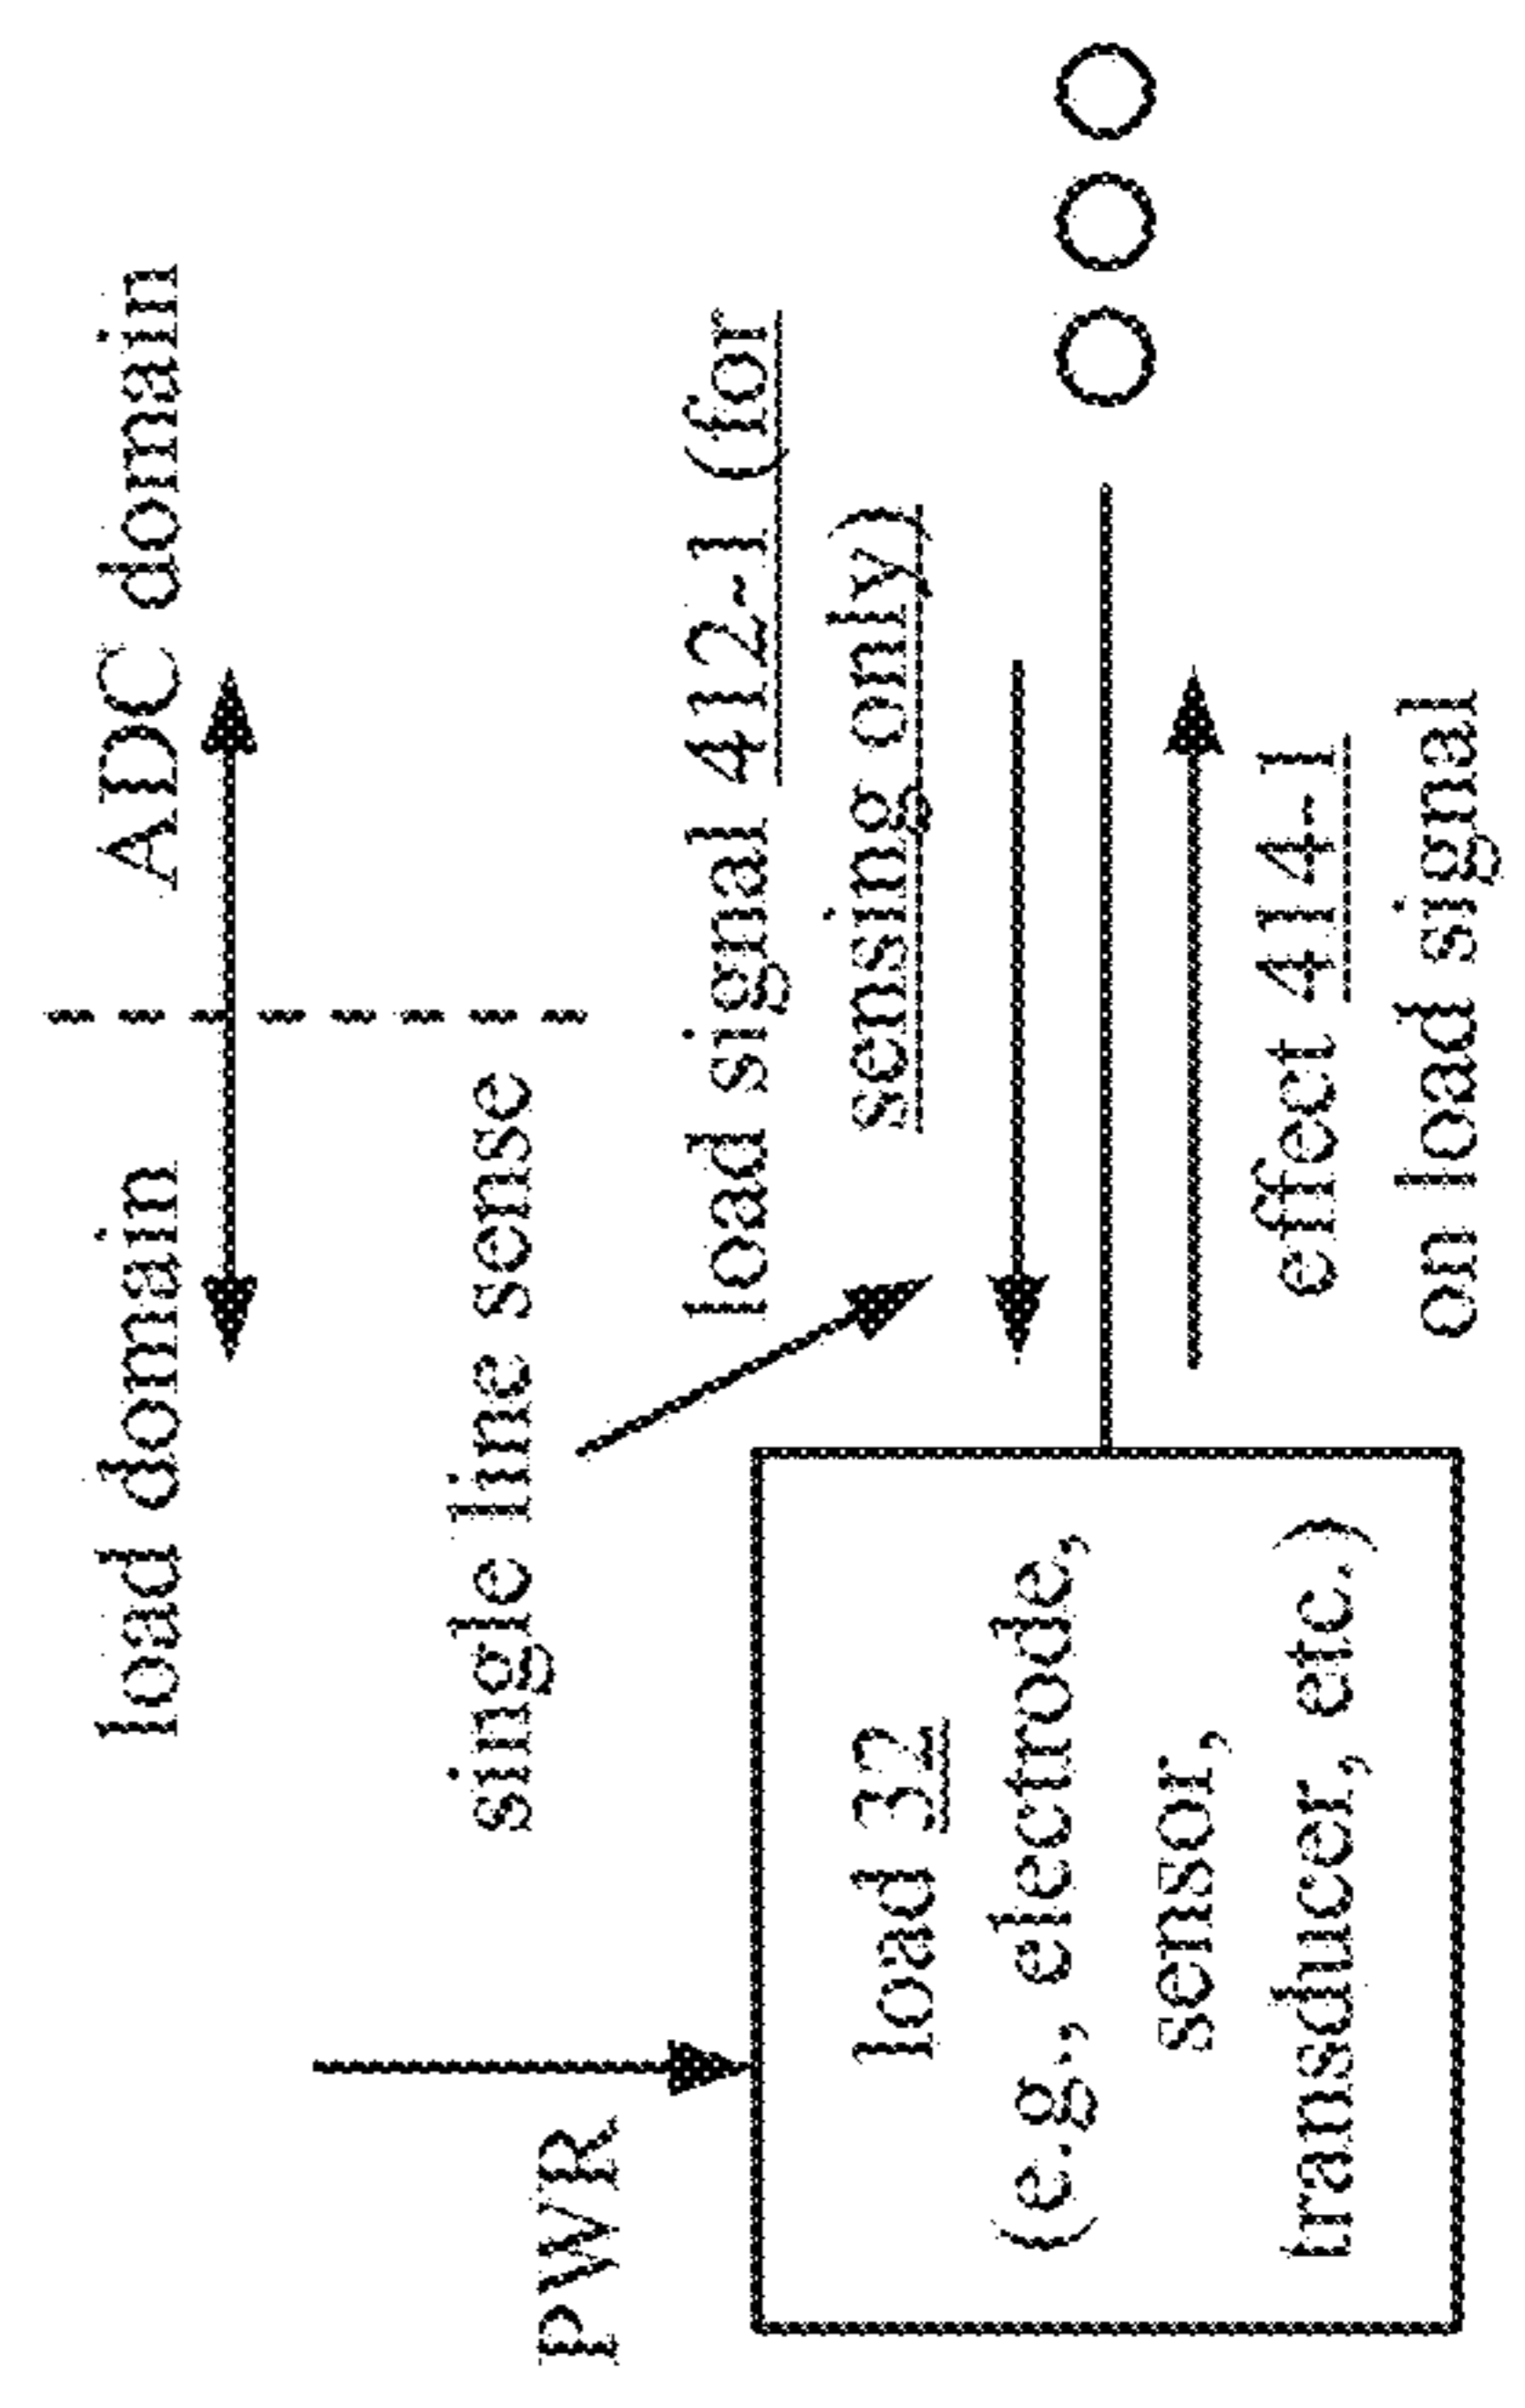 load domain
ADC domain
single line sense
PWR
load signal 412-1 (for
sensing only)
load 32
(e.g., electrode,
sensor,
transducer, etc.)
effect 414-1
on load signal